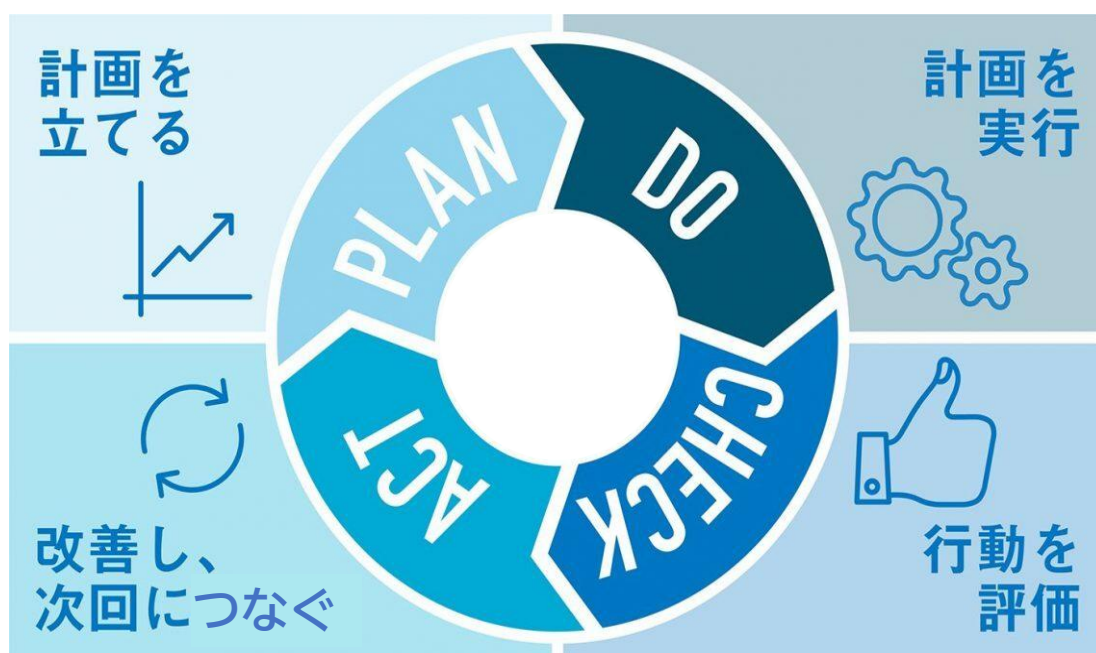 計画を
立てる
PLAN
DO
計画を
実行
ACT
CHECK
改善し、
次回につなぐ
行動を
評価